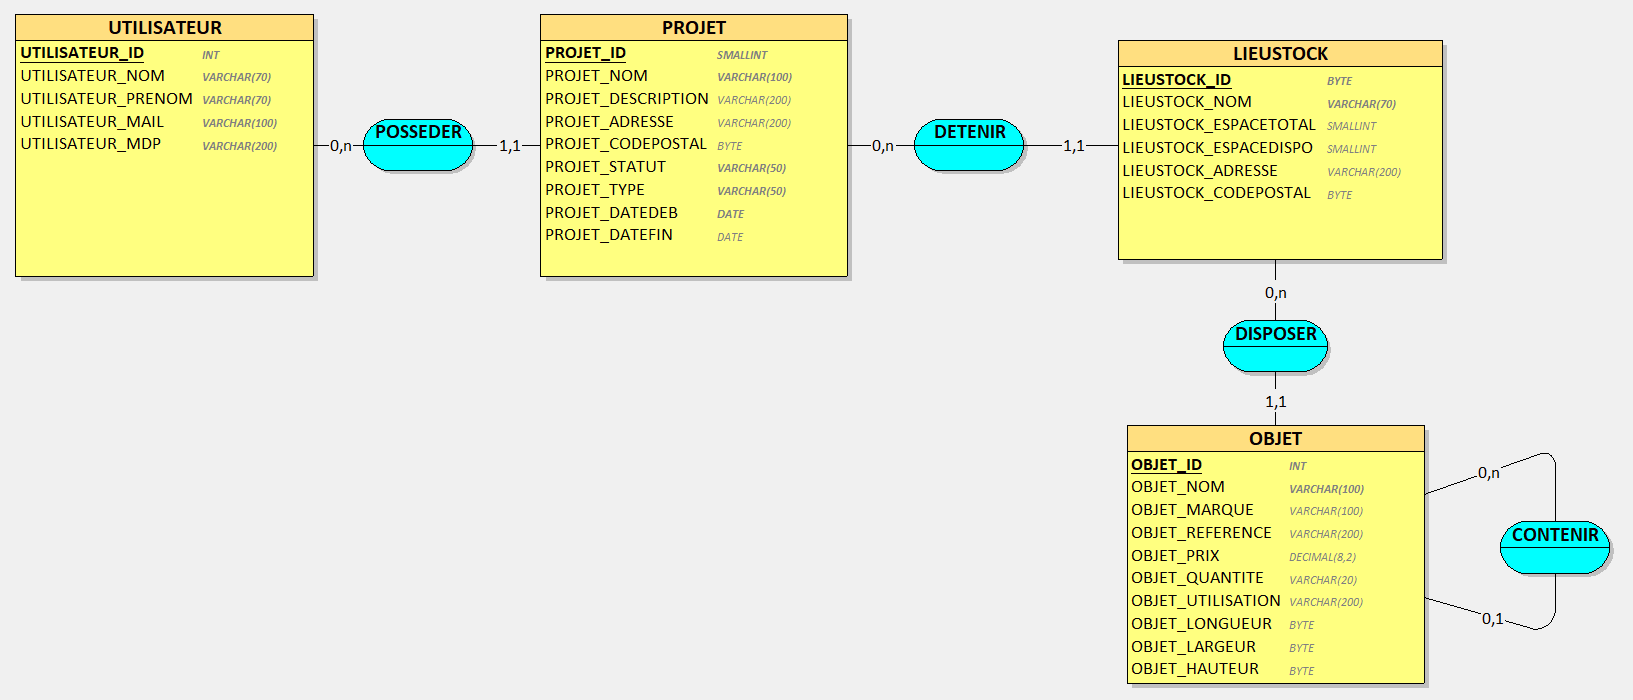 UTILISATEUR
UTILISATEUR_ID INT
UTILISATEUR_NOM VARCHAR(70)
UTILISATEUR_PRENOM VARCHAR(70)
UTILISATEUR_MAIL VARCHAR(100)
UTILISATEUR_MDP VARCHAR(200)
0,n
POSSEDER
1,1
PROJET
PROJET_ID SMALLINT
PROJET_NOM VARCHAR(100)
PROJET_DESCRIPTION VARCHAR(200)
PROJET_ADRESSE VARCHAR(200)
PROJET_CODEPOSTAL BYTE
PROJET_STATUT VARCHAR(50)
PROJET_TYPE VARCHAR(50)
PROJET_DATEDEB DATE
PROJET_DATEFIN DATE
0,n
DETENIR
1,1
LIEUSTOCK
LIEUSTOCK_ID BYTE
LIEUSTOCK_NOM VARCHAR(70)
LIEUSTOCK_ESPACETOTAL SMALLINT
LIEUSTOCK_ESPACEDISPO SMALLINT
LIEUSTOCK_ADRESSE VARCHAR(200)
LIEUSTOCK_CODEPOSTAL BYTE
0,n
DISPOSER
1,1
OBJET
OBJET_ID INT
OBJET_NOM VARCHAR(100)
OBJET_MARQUE VARCHAR(100)
OBJET_REFERENCE VARCHAR(200)
OBJET_PRIX DECIMAL(8,2)
OBJET_QUANTITE VARCHAR(20)
OBJET_UTILISATION VARCHAR(200)
OBJET_LONGUEUR BYTE
OBJET_LARGEUR BYTE
OBJET_HAUTEUR BYTE
0,n
CONTENIR
0,1